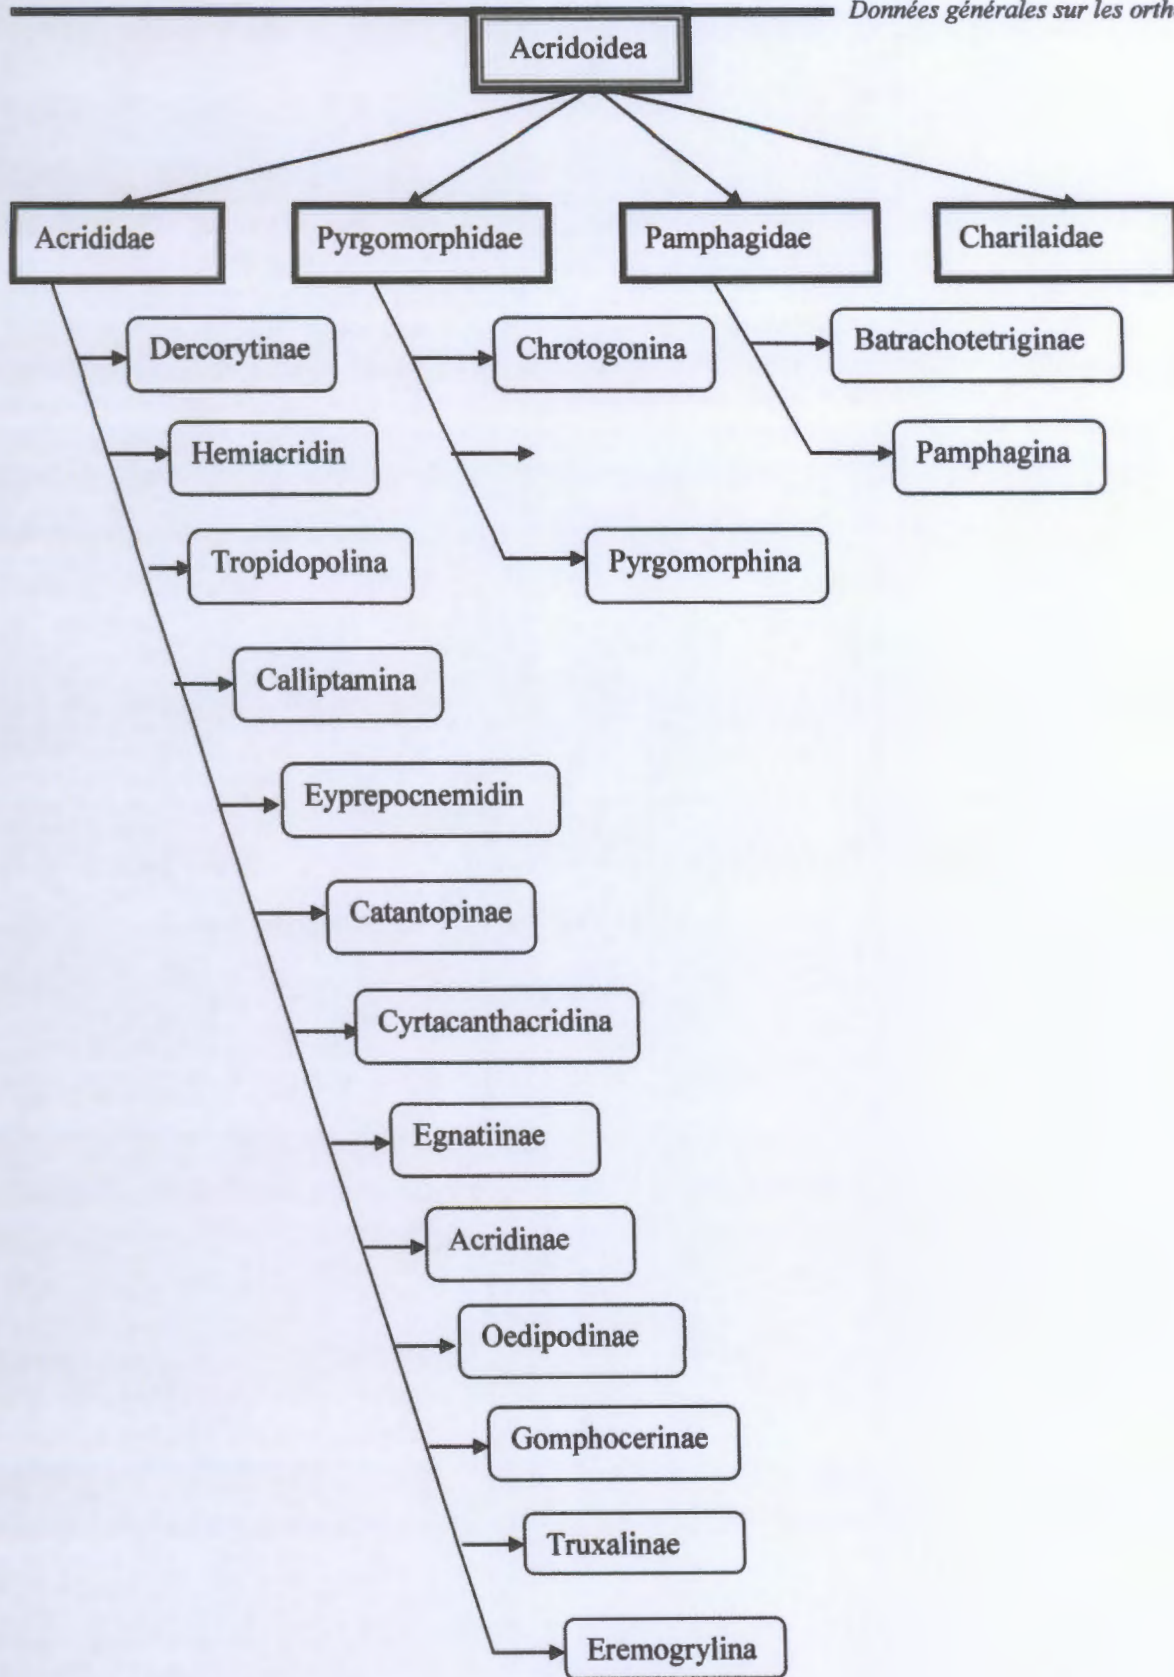 Données générales sur les orth
Acridoidea
Acrididae
Pyrgomorphidae
Pamphagidae
Charilaidae
Dercorytinae
Chrotogonina
Batrachotetriginae
Hemiacridin
Pamphagina
Tropidopolina
Pyrgomorphina
Calliptamina
Eyprepocnemidin
Catantopinae
Cyrtacanthacridina
Egnatiinae
Acridinae
Oedipodinae
Gomphocerinae
Truxalinae
Eremogrylina